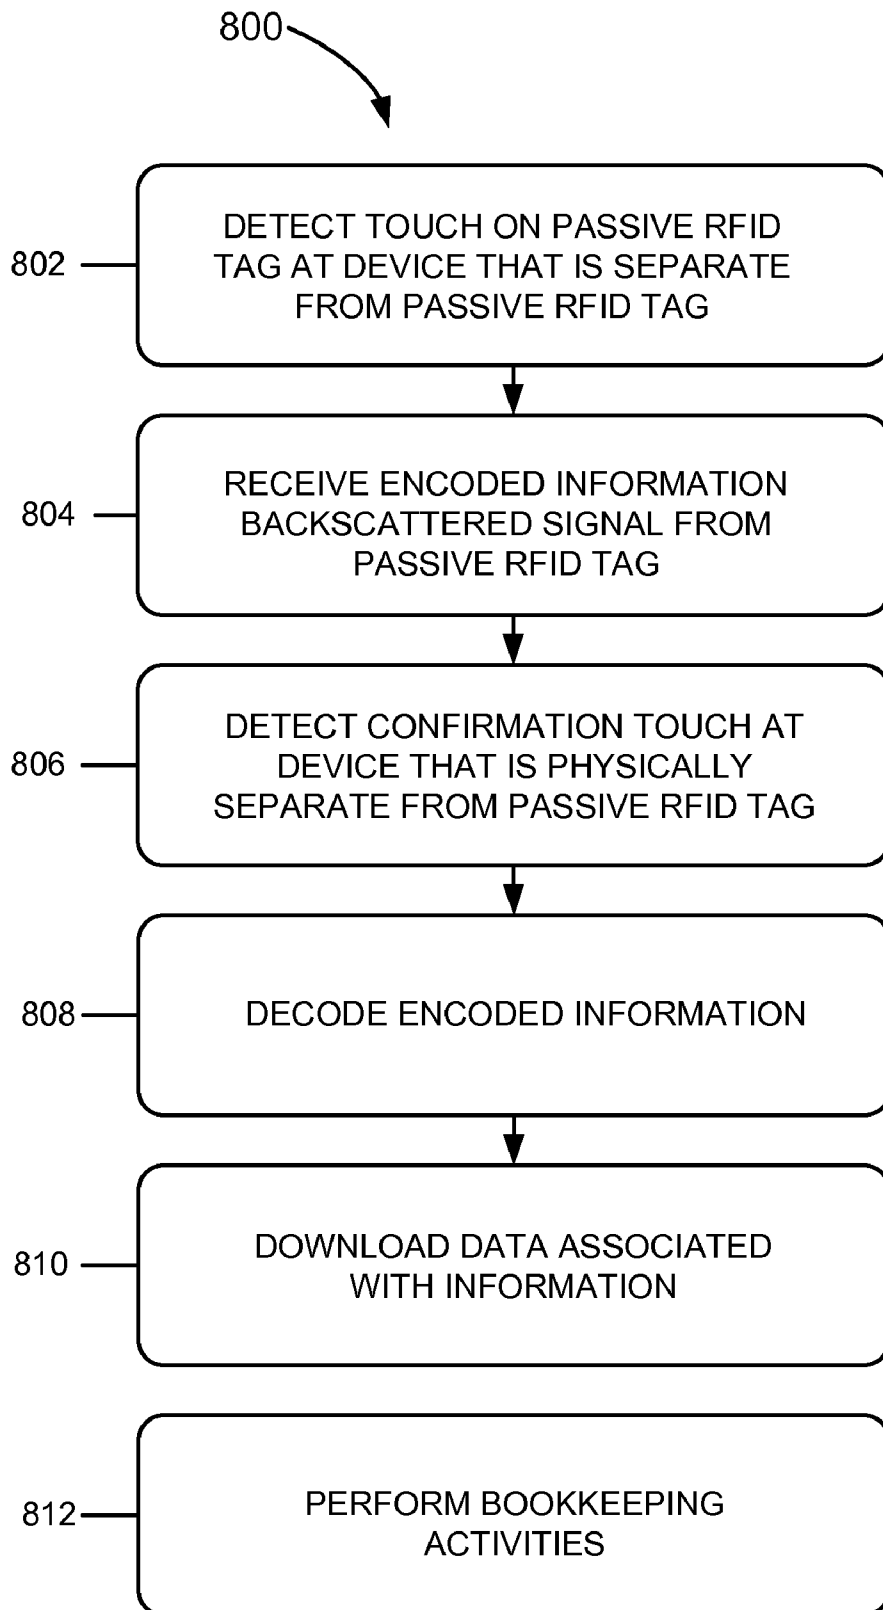 800
802
DETECT TOUCH ON PASSIVE RFID
TAG AT DEVICE THAT IS SEPARATE
FROM PASSIVE RFID TAG
804
RECEIVE ENCODED INFORMATION
BACKSCATTERED SIGNAL FROM
PASSIVE RFID TAG
806
DETECT CONFIRMATION TOUCH AT
DEVICE THAT IS PHYSICALLY
SEPARATE FROM PASSIVE RFID TAG
808
DECODE ENCODED INFORMATION
810
DOWNLOAD DATA ASSOCIATED
WITH INFORMATION
812
PERFORM BOOKKEEPING
ACTIVITIES